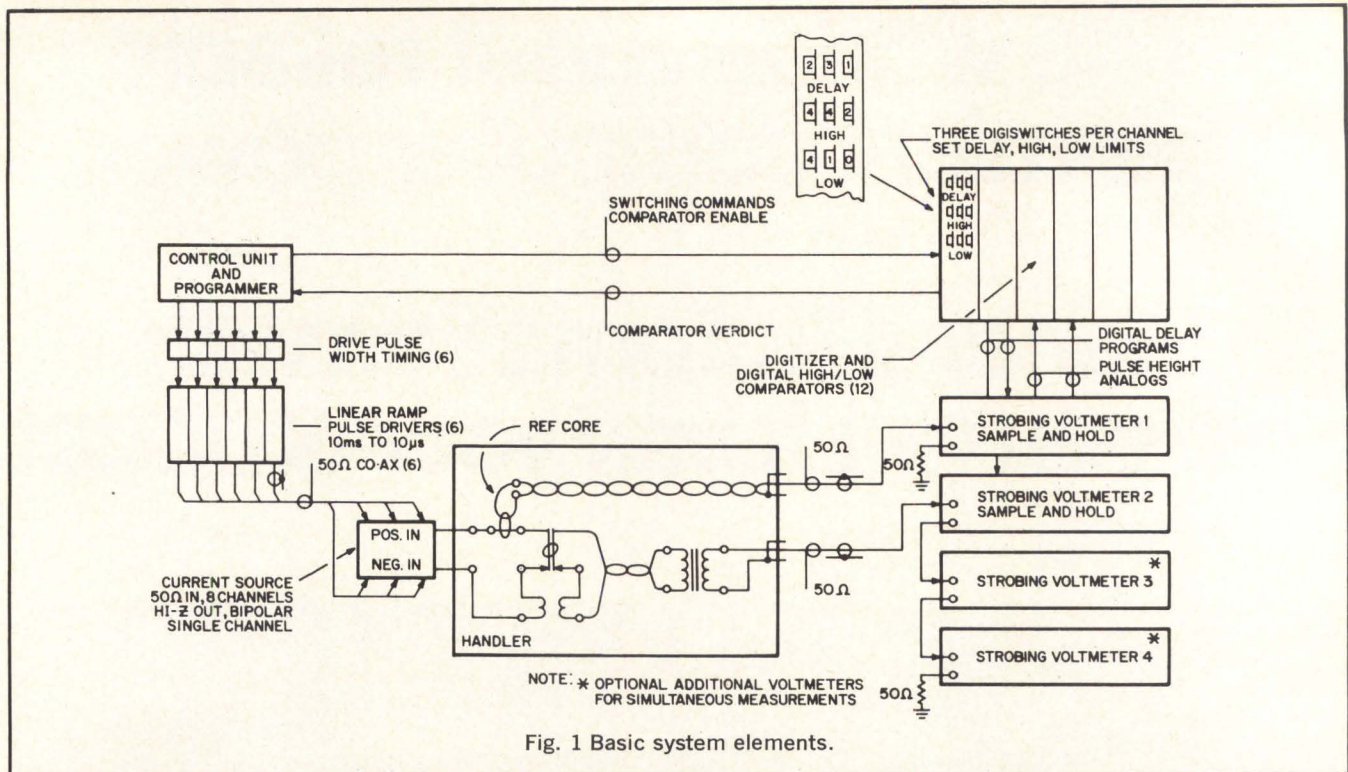 2 3 1
DELAY
4 4 2
HIGH
4 1 0
LOW
THREE DIGISWITCHES PER CHANNEL
SET DELAY, HIGH, LOW LIMITS
DELAY
HIGH
LOW
SWITCHING COMMANDS
COMPARATOR ENABLE
CONTROL UNIT
AND
PROGRAMMER
COMPARATOR VERDICT
DRIVE PULSE
WIDTH TIMING (6)
DIGITIZER AND
DIGITAL HIGH/LOW
COMPARATORS (12)
DIGITAL DELAY
PROGRAMS
PULSE HEIGHT
ANALOGS
LINEAR RAMP
PULSE DRIVERS (6)
10ms TO 10µs
50Ω CO-AX (6)
REF CORE
50Ω
50Ω
STROBING VOLTMETER 1
SAMPLE AND HOLD
STROBING VOLTMETER 2
SAMPLE AND HOLD
POS. IN
NEG. IN
CURRENT SOURCE
50Ω IN, 8 CHANNELS
HI-Z OUT, BIPOLAR
SINGLE CHANNEL
HANDLER
50Ω
STROBING VOLTMETER 3 *
STROBING VOLTMETER 4 *
50Ω
NOTE: * OPTIONAL ADDITIONAL VOLTMETERS
FOR SIMULTANEOUS MEASUREMENTS
Fig. 1 Basic system elements.